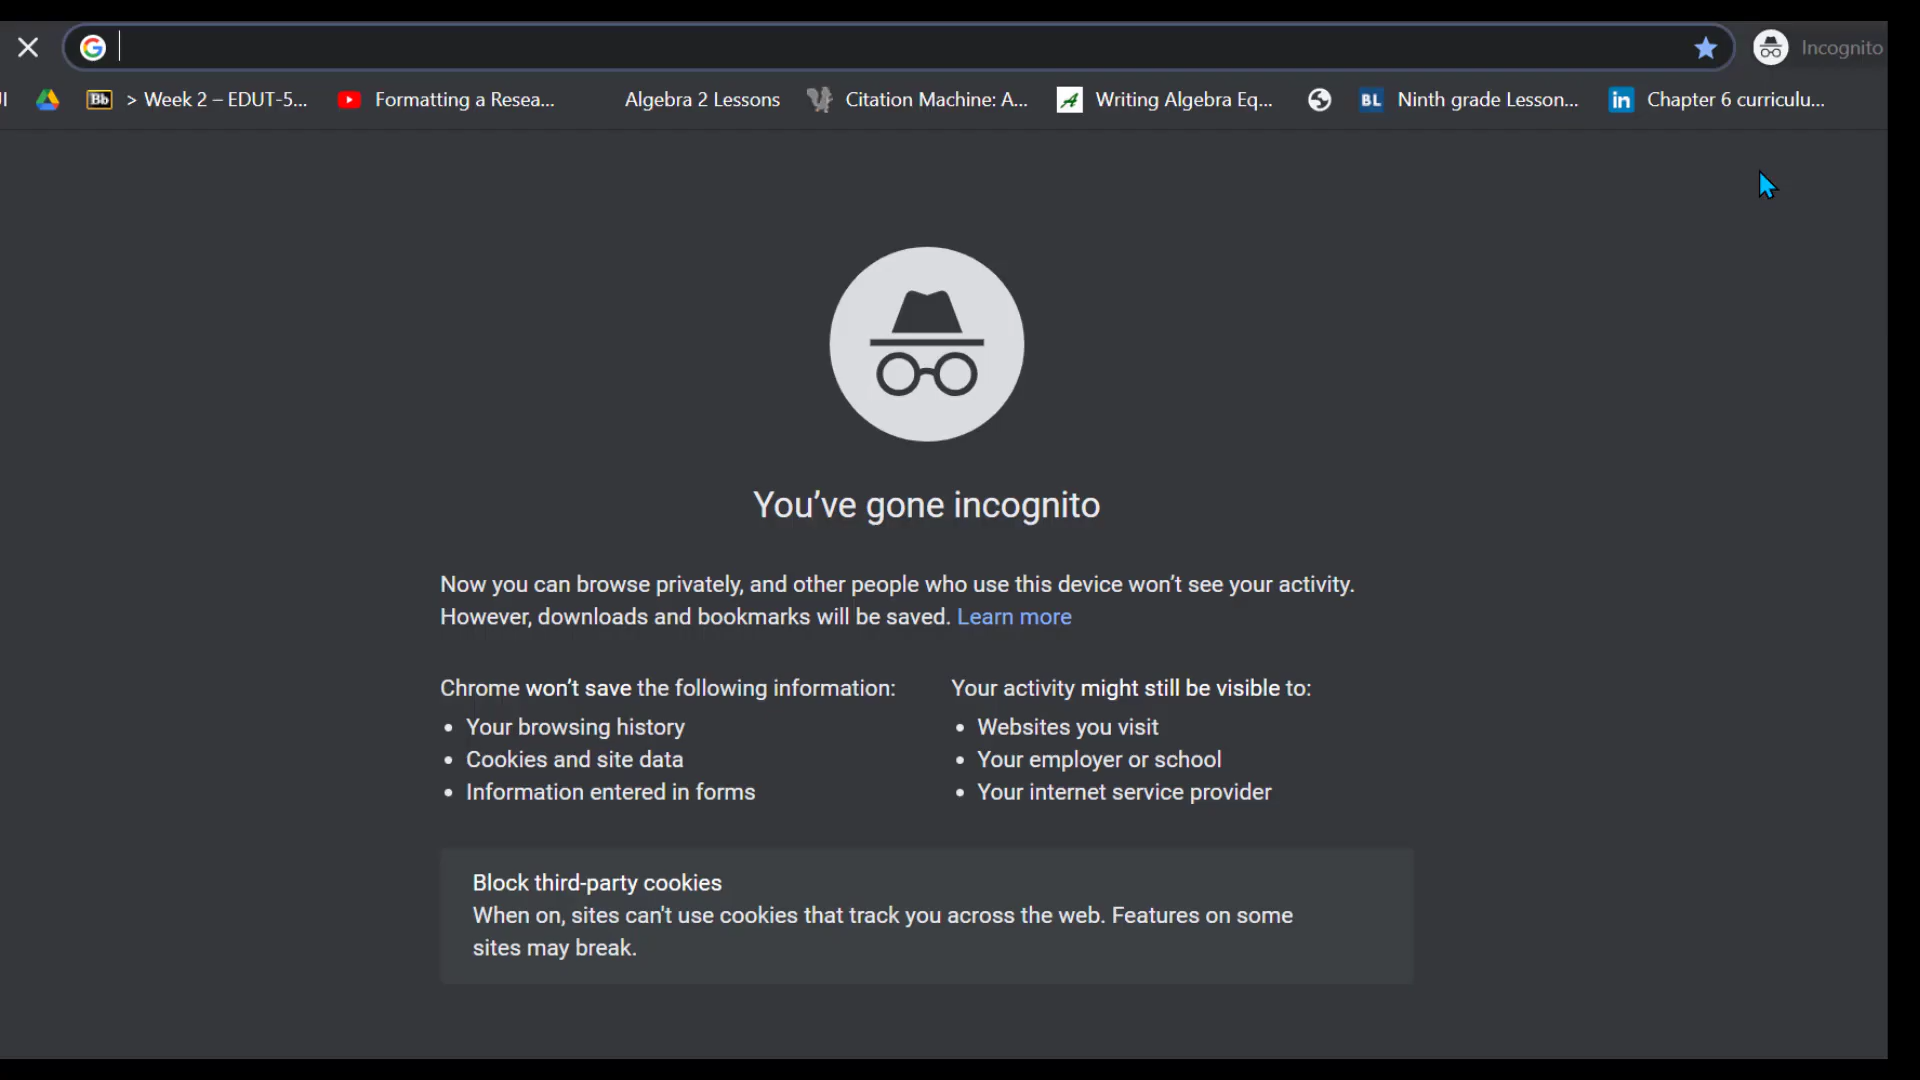 Incogni​to
Bb > Week 2 – EDUT-5... Formatting a Resea... Algebra 2 Lessons Citation Machine: A... Writing Algebra Eq... BL Ninth grade Lesson... in Chapter 6 curriculu...
You've gone incognito
Now you can browse privately, and other people who use this device won't see your activity.
However, downloads and bookmarks will be saved. Learn more
Chrome won't save the following information:
• Your browsing history
• Cookies and site data
• Information entered in forms
Your activity might still be visible to:
• Websites you visit
• Your employer or school
• Your internet service provider
Block third-party cookies
When on, sites can't use cookies that track you across the web. Features on some
sites may break.